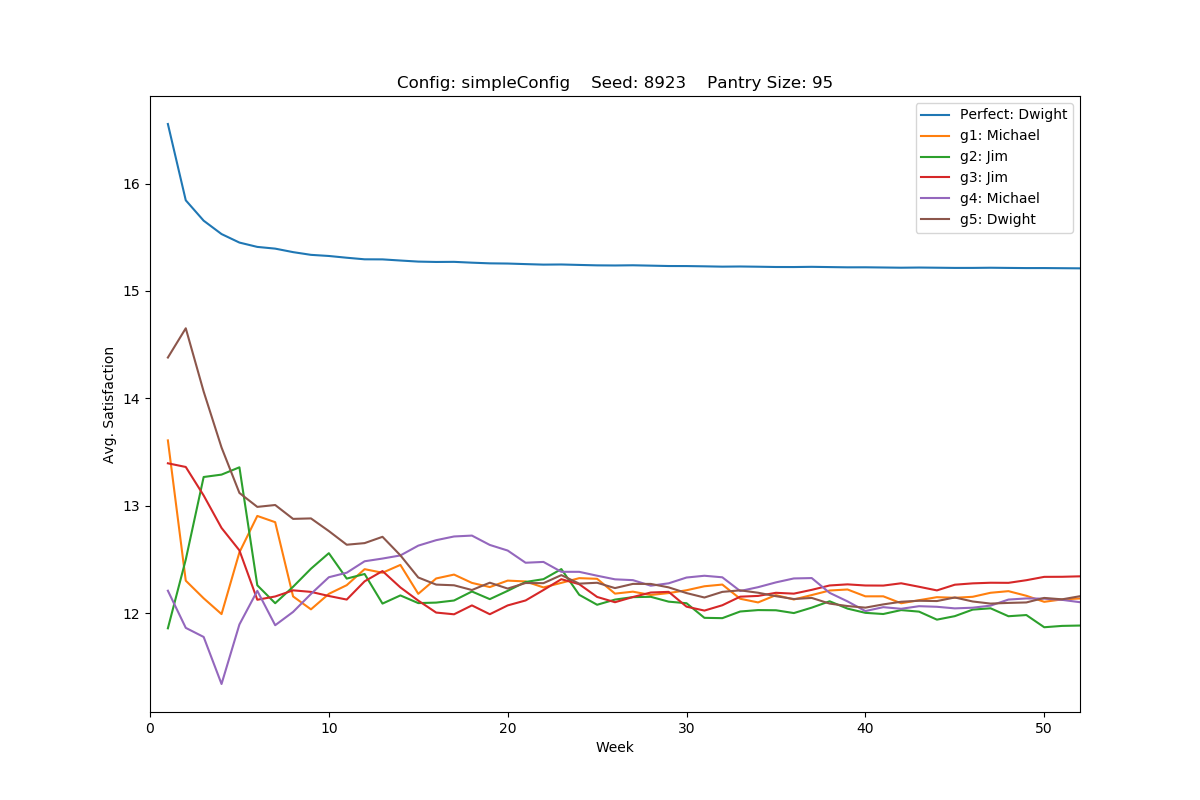 Config: simpleConfig    Seed: 8923    Pantry Size: 95
Perfect: Dwight
g1: Michael
g2: Jim
g3: Jim
g4: Michael
g5: Dwight
16
15
14
13
12
Avg. Satisfaction
0 10 20 30 40 50
Week